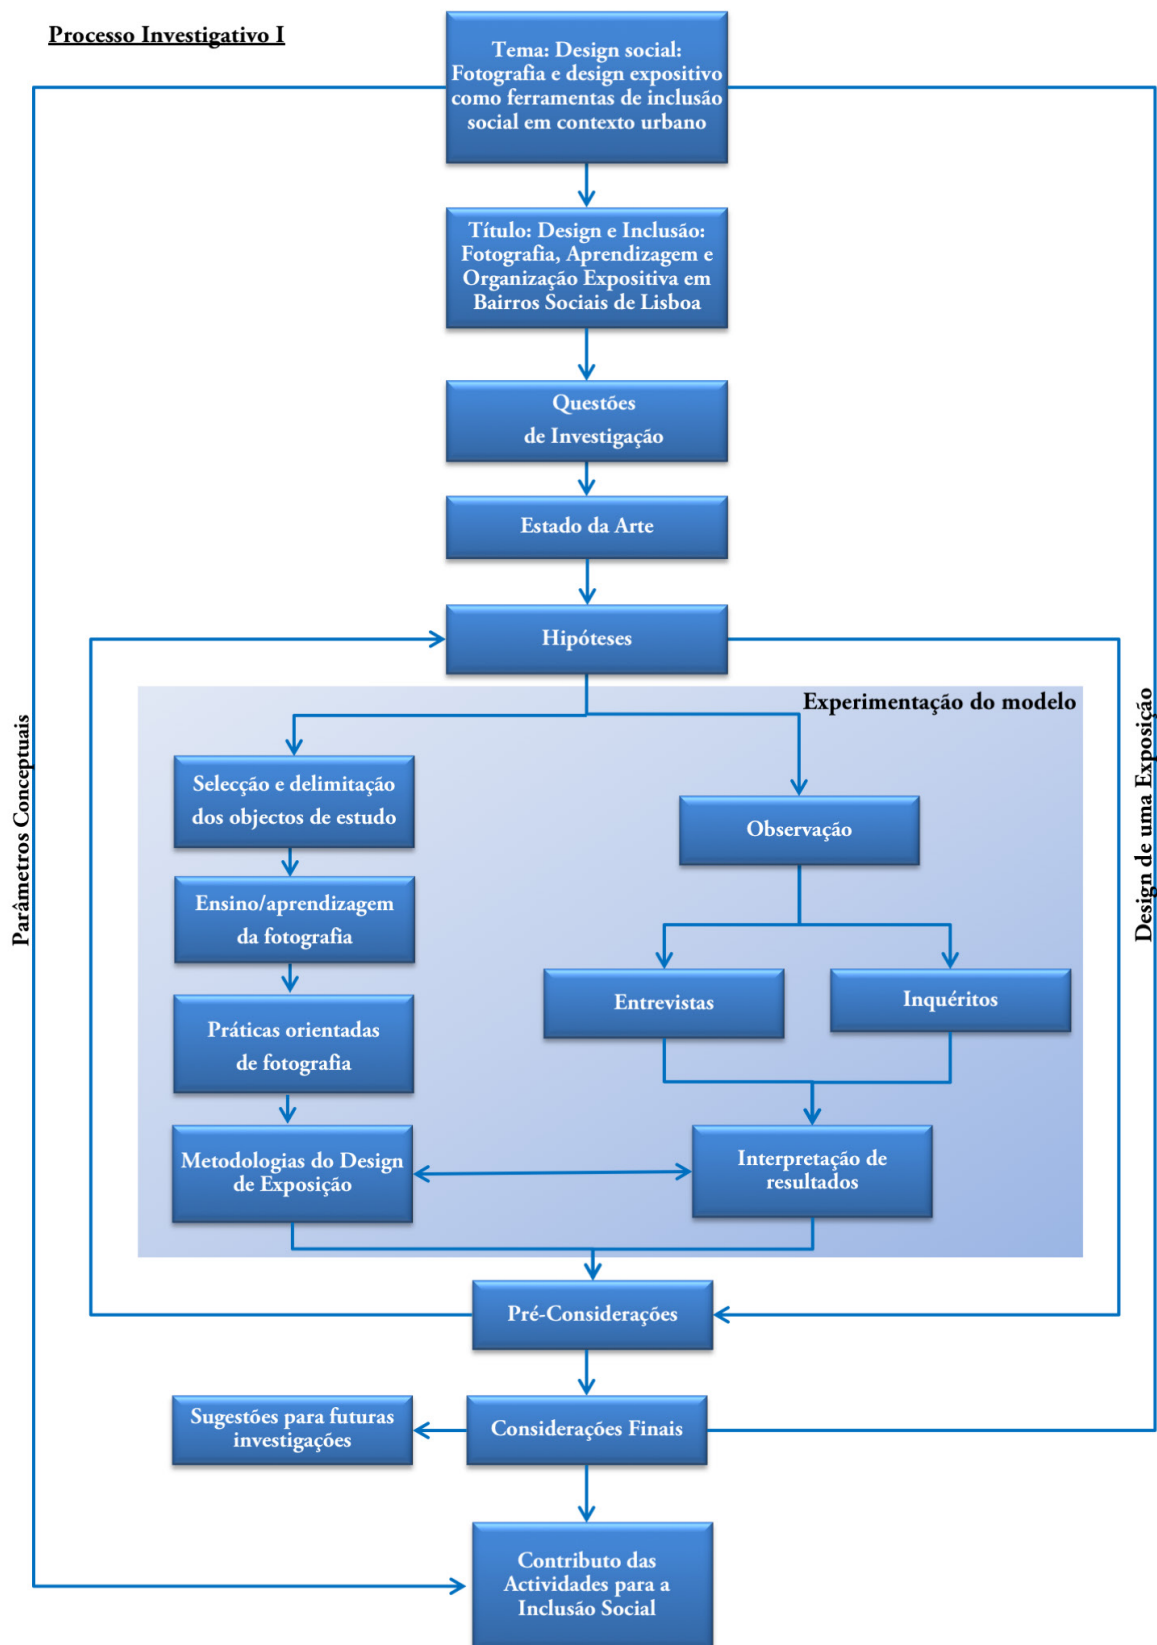 Processo Investigativo I
Tema: Design social:
Fotografia e design expositivo
como ferramentas de inclusão
social em contexto urbano
Título: Design e Inclusão:
Fotografia, Aprendizagem e
Organização Expositiva em
Bairros Sociais de Lisboa
Questões
de Investigação
Estado da Arte
Hipóteses
Experimentação do modelo
Parâmetros Conceptuais
Design de uma Exposição
Selecção e delimitação
dos objectos de estudo
Observação
Ensino/aprendizagem
da fotografia
Entrevistas
Inquéritos
Práticas orientadas
de fotografia
Metodologias do Design
de Exposição
Interpretação de
resultados
Pré-Considerações
Sugestões para futuras
investigações
Considerações Finais
Contributo das
Actividades para a
Inclusão Social